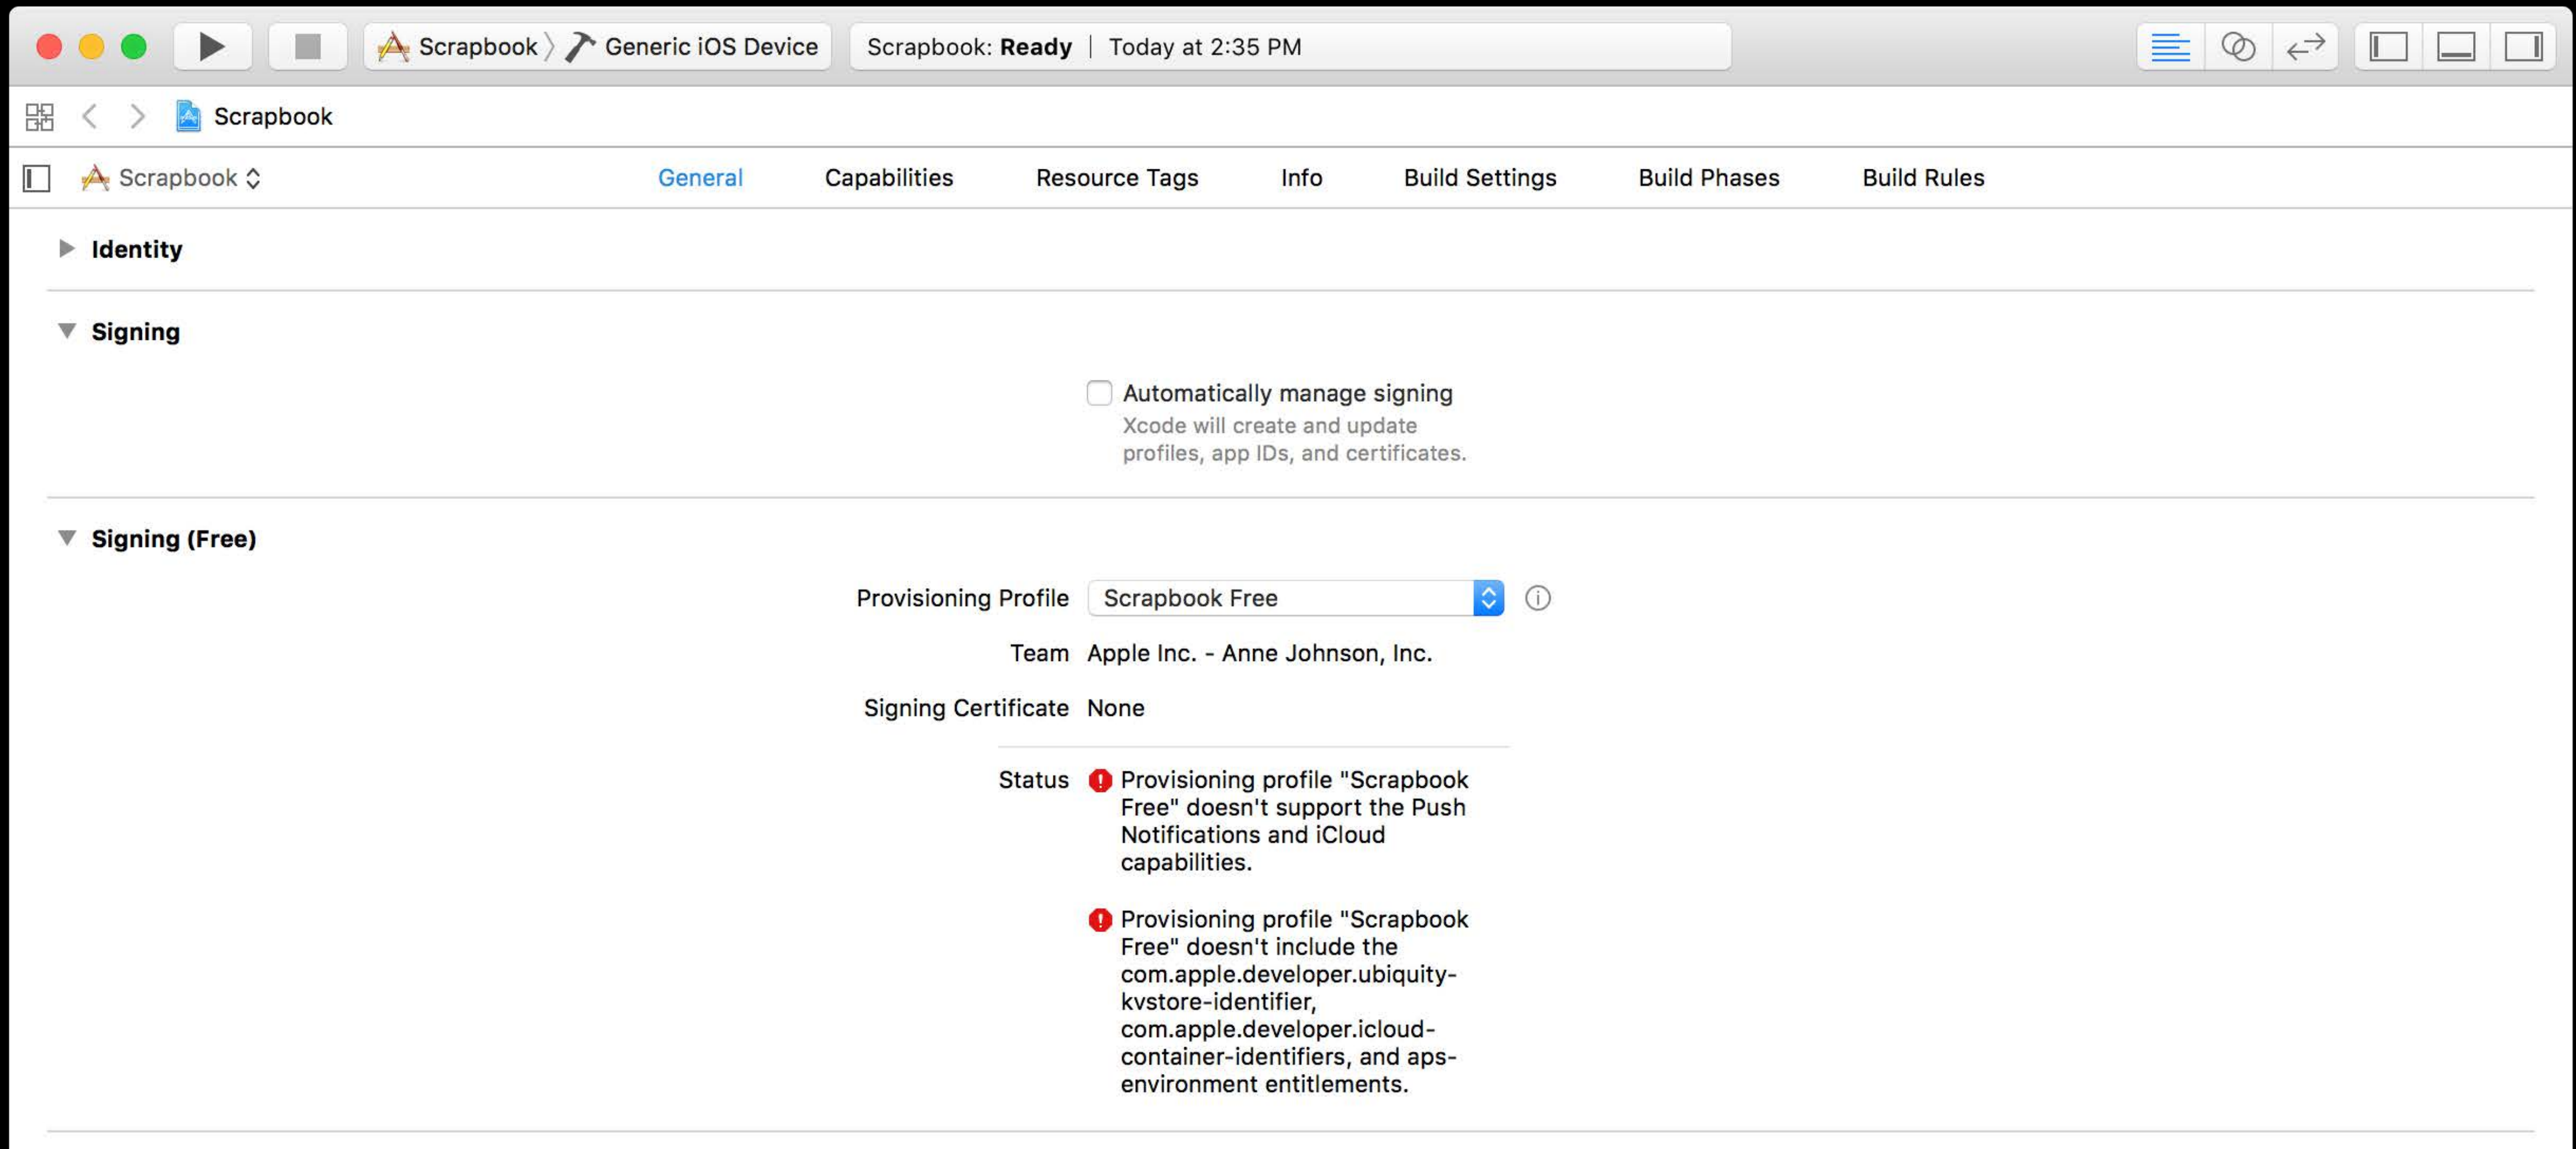 Scrapbook Generic iOS Device Scrapbook: Ready | Today at 2:35 PM
Scrapbook
Scrapbook General Capabilities Resource Tags Info Build Settings Build Phases Build Rules
Identity
Signing
Automatically manage signing
Xcode will create and update
profiles, app IDs, and certificates.
Signing (Free)
Provisioning Profile Scrapbook Free
Team Apple Inc. - Anne Johnson, Inc.
Signing Certificate None
Status Provisioning profile "Scrapbook
Free" doesn't support the Push
Notifications and iCloud
capabilities.
Provisioning profile "Scrapbook
Free" doesn't include the
com.apple.developer.ubiquity-
kvstore-identifier,
com.apple.developer.icloud-
container-identifiers, and aps-
environment entitlements.